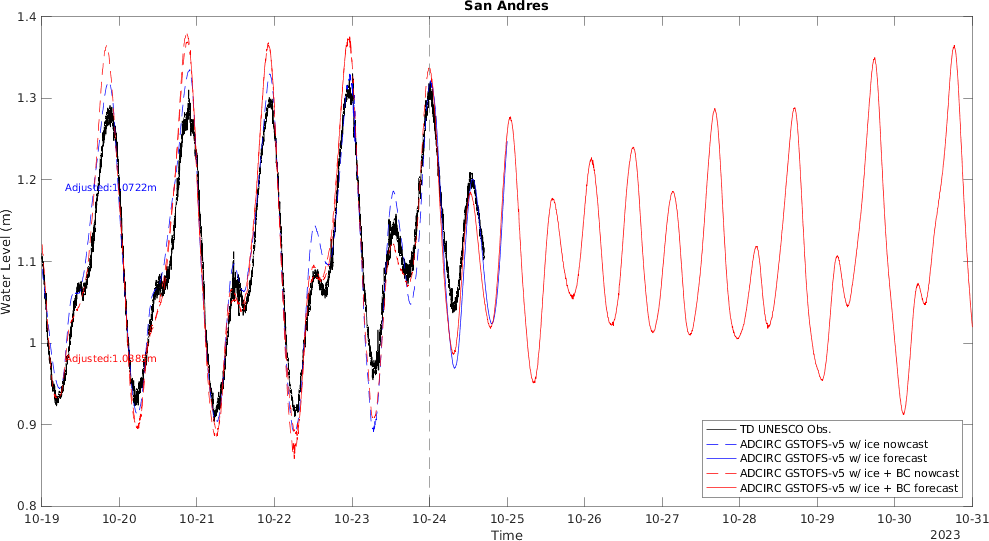 San Andres
Water Level (m)
1.4
1.3
1.2
1.1
1
0.9
0.8
Adjusted:1.0722m
Adjusted:1.0385m
TD UNESCO Obs.
ADCIRC GSTOFS-v5 w/ ice nowcast
ADCIRC GSTOFS-v5 w/ ice forecast
ADCIRC GSTOFS-v5 w/ ice + BC nowcast
ADCIRC GSTOFS-v5 w/ ice + BC forecast
10-19 10-20 10-21 10-22 10-23 10-24 10-25 10-26 10-27 10-28 10-29 10-30 10-31
Time
2023